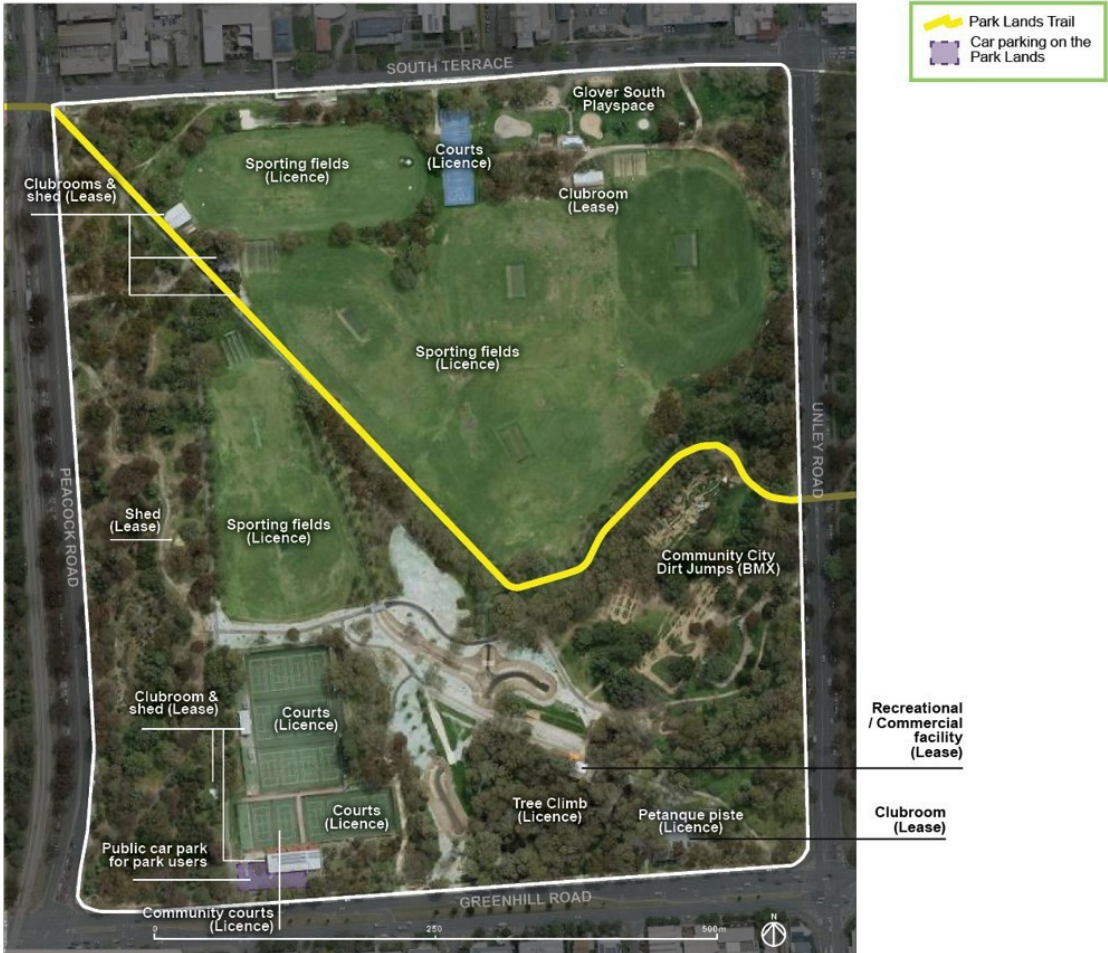 Park Lands Trail
Car parking on the
Park Lands
SOUTH TERRACE
Glover South
Playspace
Courts
(Licence)
Sporting fields
(Licence)
Clubrooms &
shed (Lease)
Clubroom
(Lease)
Sporting fields
(Licence)
UNLEY ROAD
PEACOCK ROAD
Shed
(Lease)
Sporting fields
(Licence)
Community City
Dirt Jumps (BMX)
Clubroom &
shed (Lease)
Courts
(Licence)
Recreational
/ Commercial
facility
(Lease)
Tree Climb
(Licence)
Courts
(Licence)
Petanque piste
(Licence)
Clubroom
(Lease)
Public car park
for park users
GREENHILL ROAD
Community courts
(Licence)
0
250
500m
N